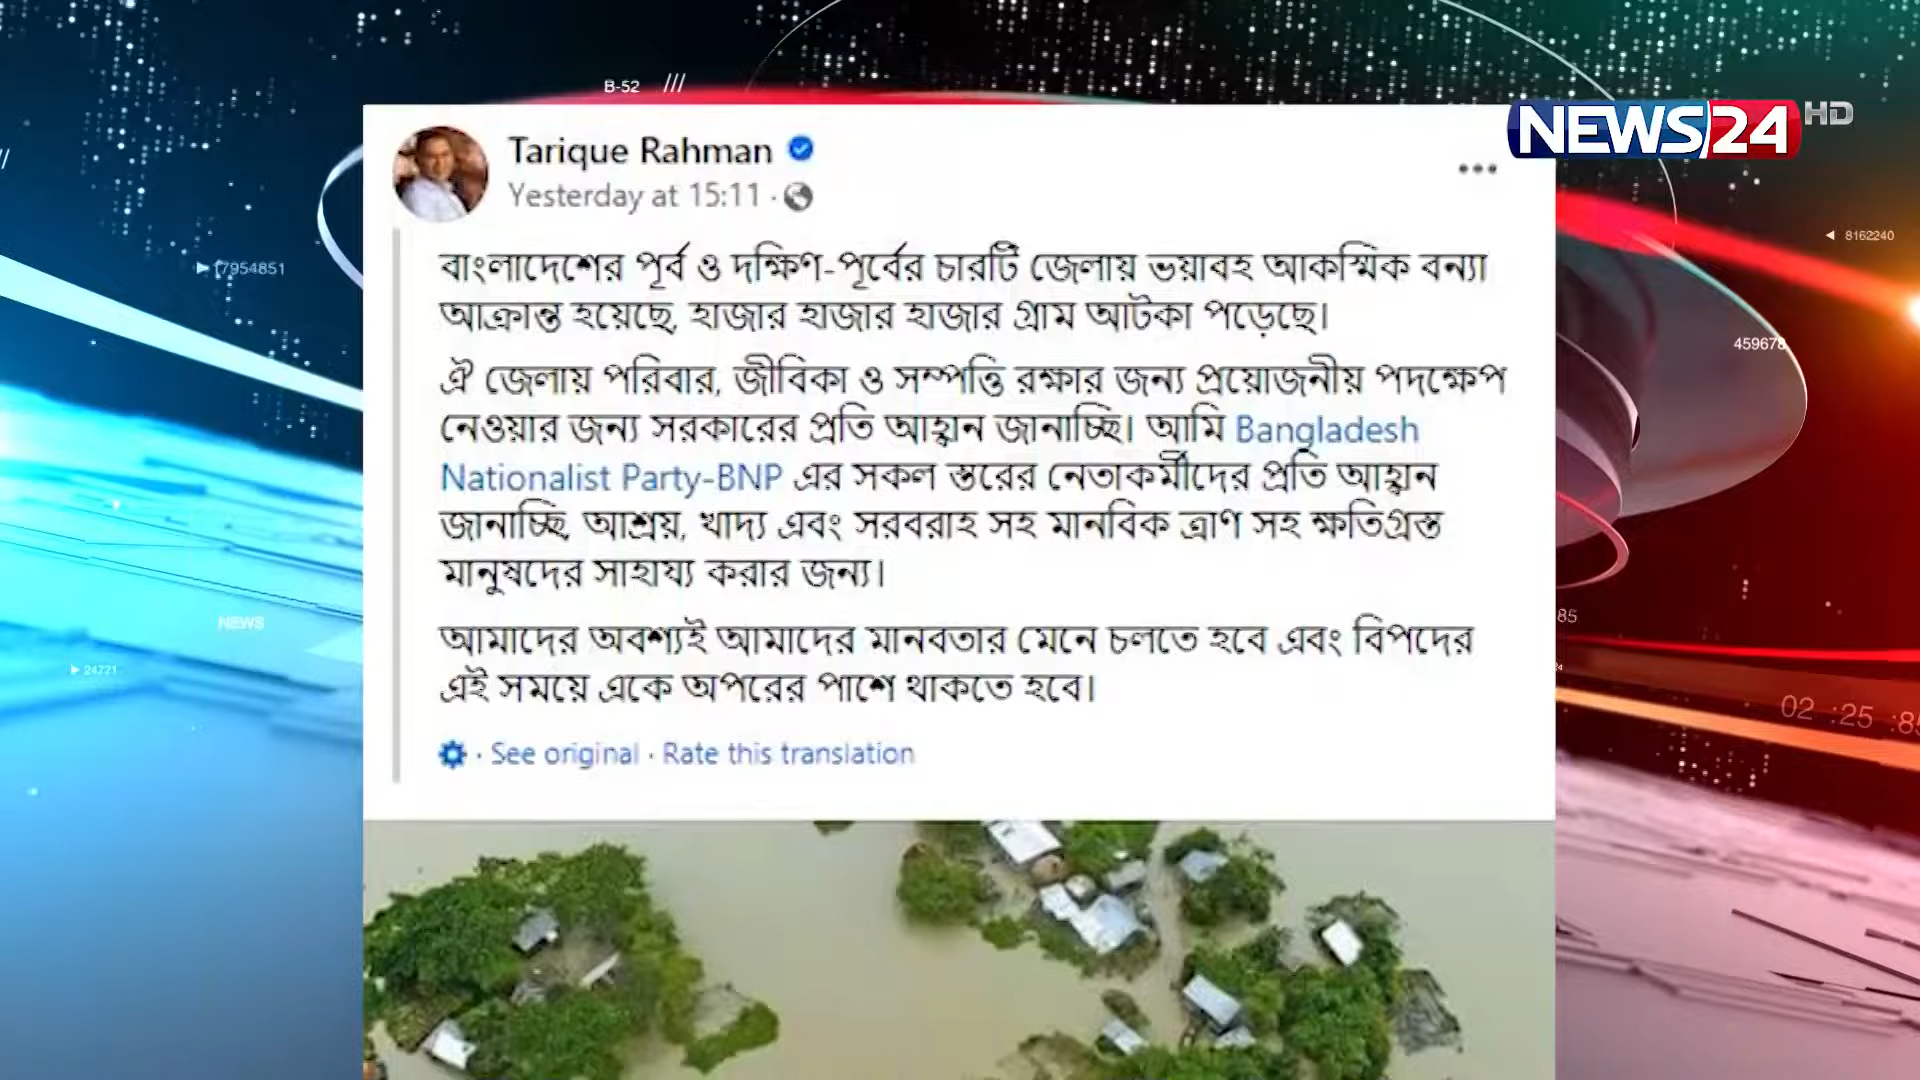 B-52 ///
NEWS24 HD
Tarique Rahman
Yesterday at 15:11 ·
8162240
17954851
459678
বাংলাদেশের পূর্ব ও দক্ষিণ-পূর্বের চারটি জেলায় ভয়াবহ আকস্মিক বন্যা
আক্রান্ত হয়েছে, হাজার হাজার হাজার গ্রাম আটকা পড়েছে।
ঐ জেলায় পরিবার, জীবিকা ও সম্পত্তি রক্ষার জন্য প্রয়োজনীয় পদক্ষেপ
নেওয়ার জন্য সরকারের প্রতি আহ্বান জানাচ্ছি। আমি Bangladesh
Nationalist Party-BNP এর সকল স্তরের নেতাকর্মীদের প্রতি আহ্বান
জানাচ্ছি, আশ্রয়, খাদ্য এবং সরবরাহ সহ মানবিক ত্রাণ সহ ক্ষতিগ্রস্ত
মানুষদের সাহায্য করার জন্য।
NEWS
85
24721
আমাদের অবশ্যই আমাদের মানবতার মেনে চলতে হবে এবং বিপদের
এই সময়ে একে অপরের পাশে থাকতে হবে।
02 :25 :85
· See original · Rate this translation